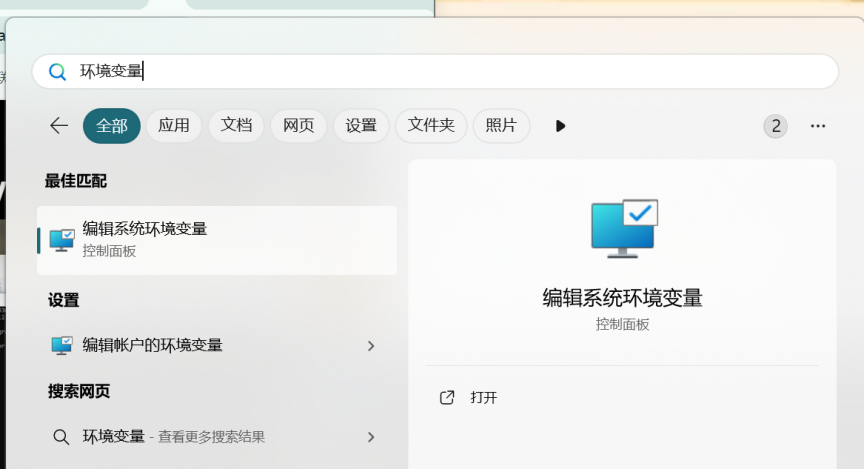 环境变量
全部 应用 文档 网页 设置 文件夹 照片 2
最佳匹配
编辑系统环境变量
控制面板
设置
编辑帐户的环境变量
搜索网页
环境变量 - 查看更多搜索结果
编辑系统环境变量
控制面板
打开